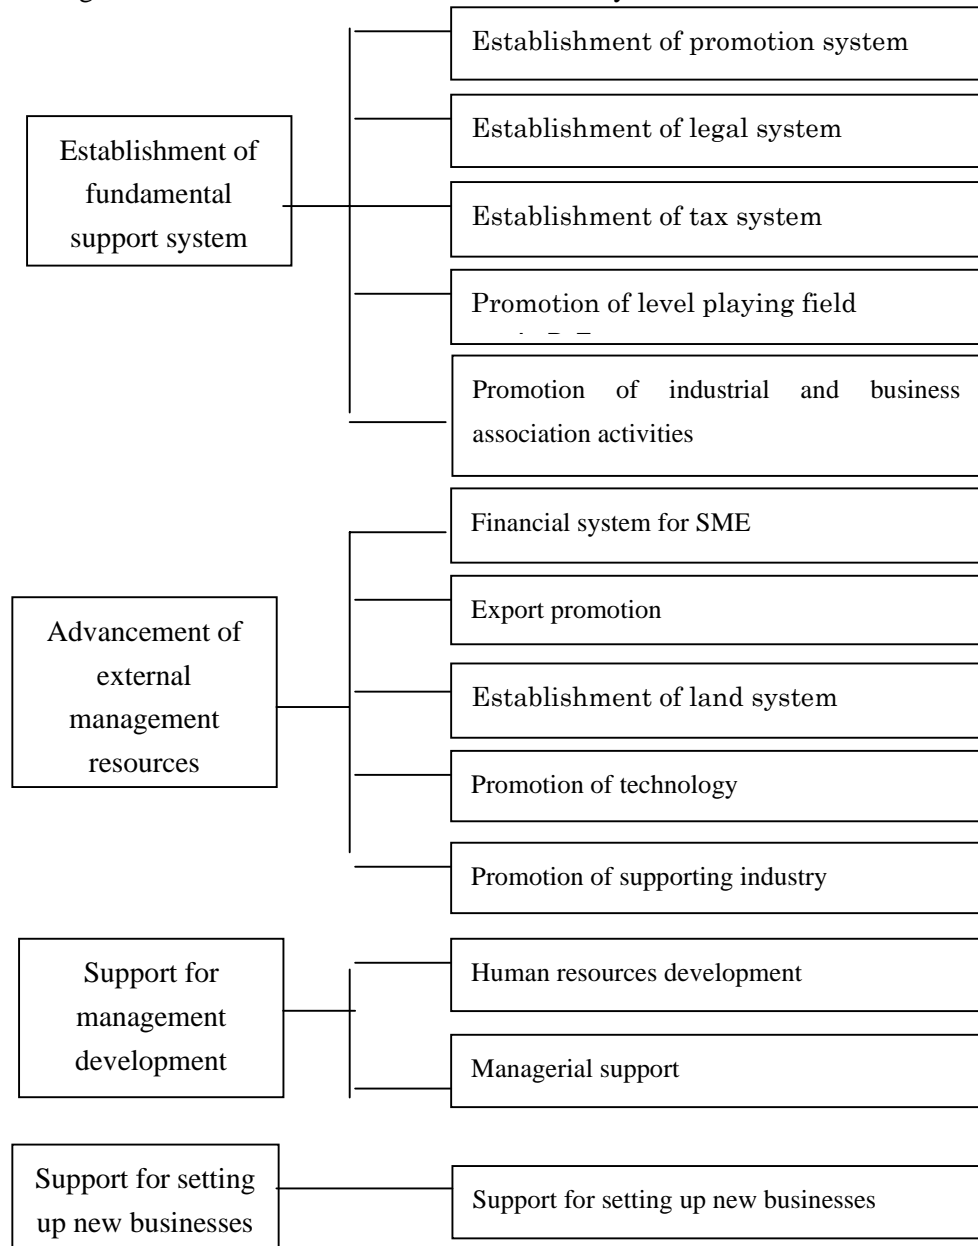 Establishment of promotion system
Establishment of legal system
Establishment of
fundamental
support system
Establishment of tax system
Promotion of level playing field
Promotion of industrial and business
association activities
Financial system for SME
Export promotion
Advancement of
external
management
resources
Establishment of land system
Promotion of technology
Promotion of supporting industry
Support for
management
development
Human resources development
Managerial support
Support for setting
up new businesses
Support for setting up new businesses